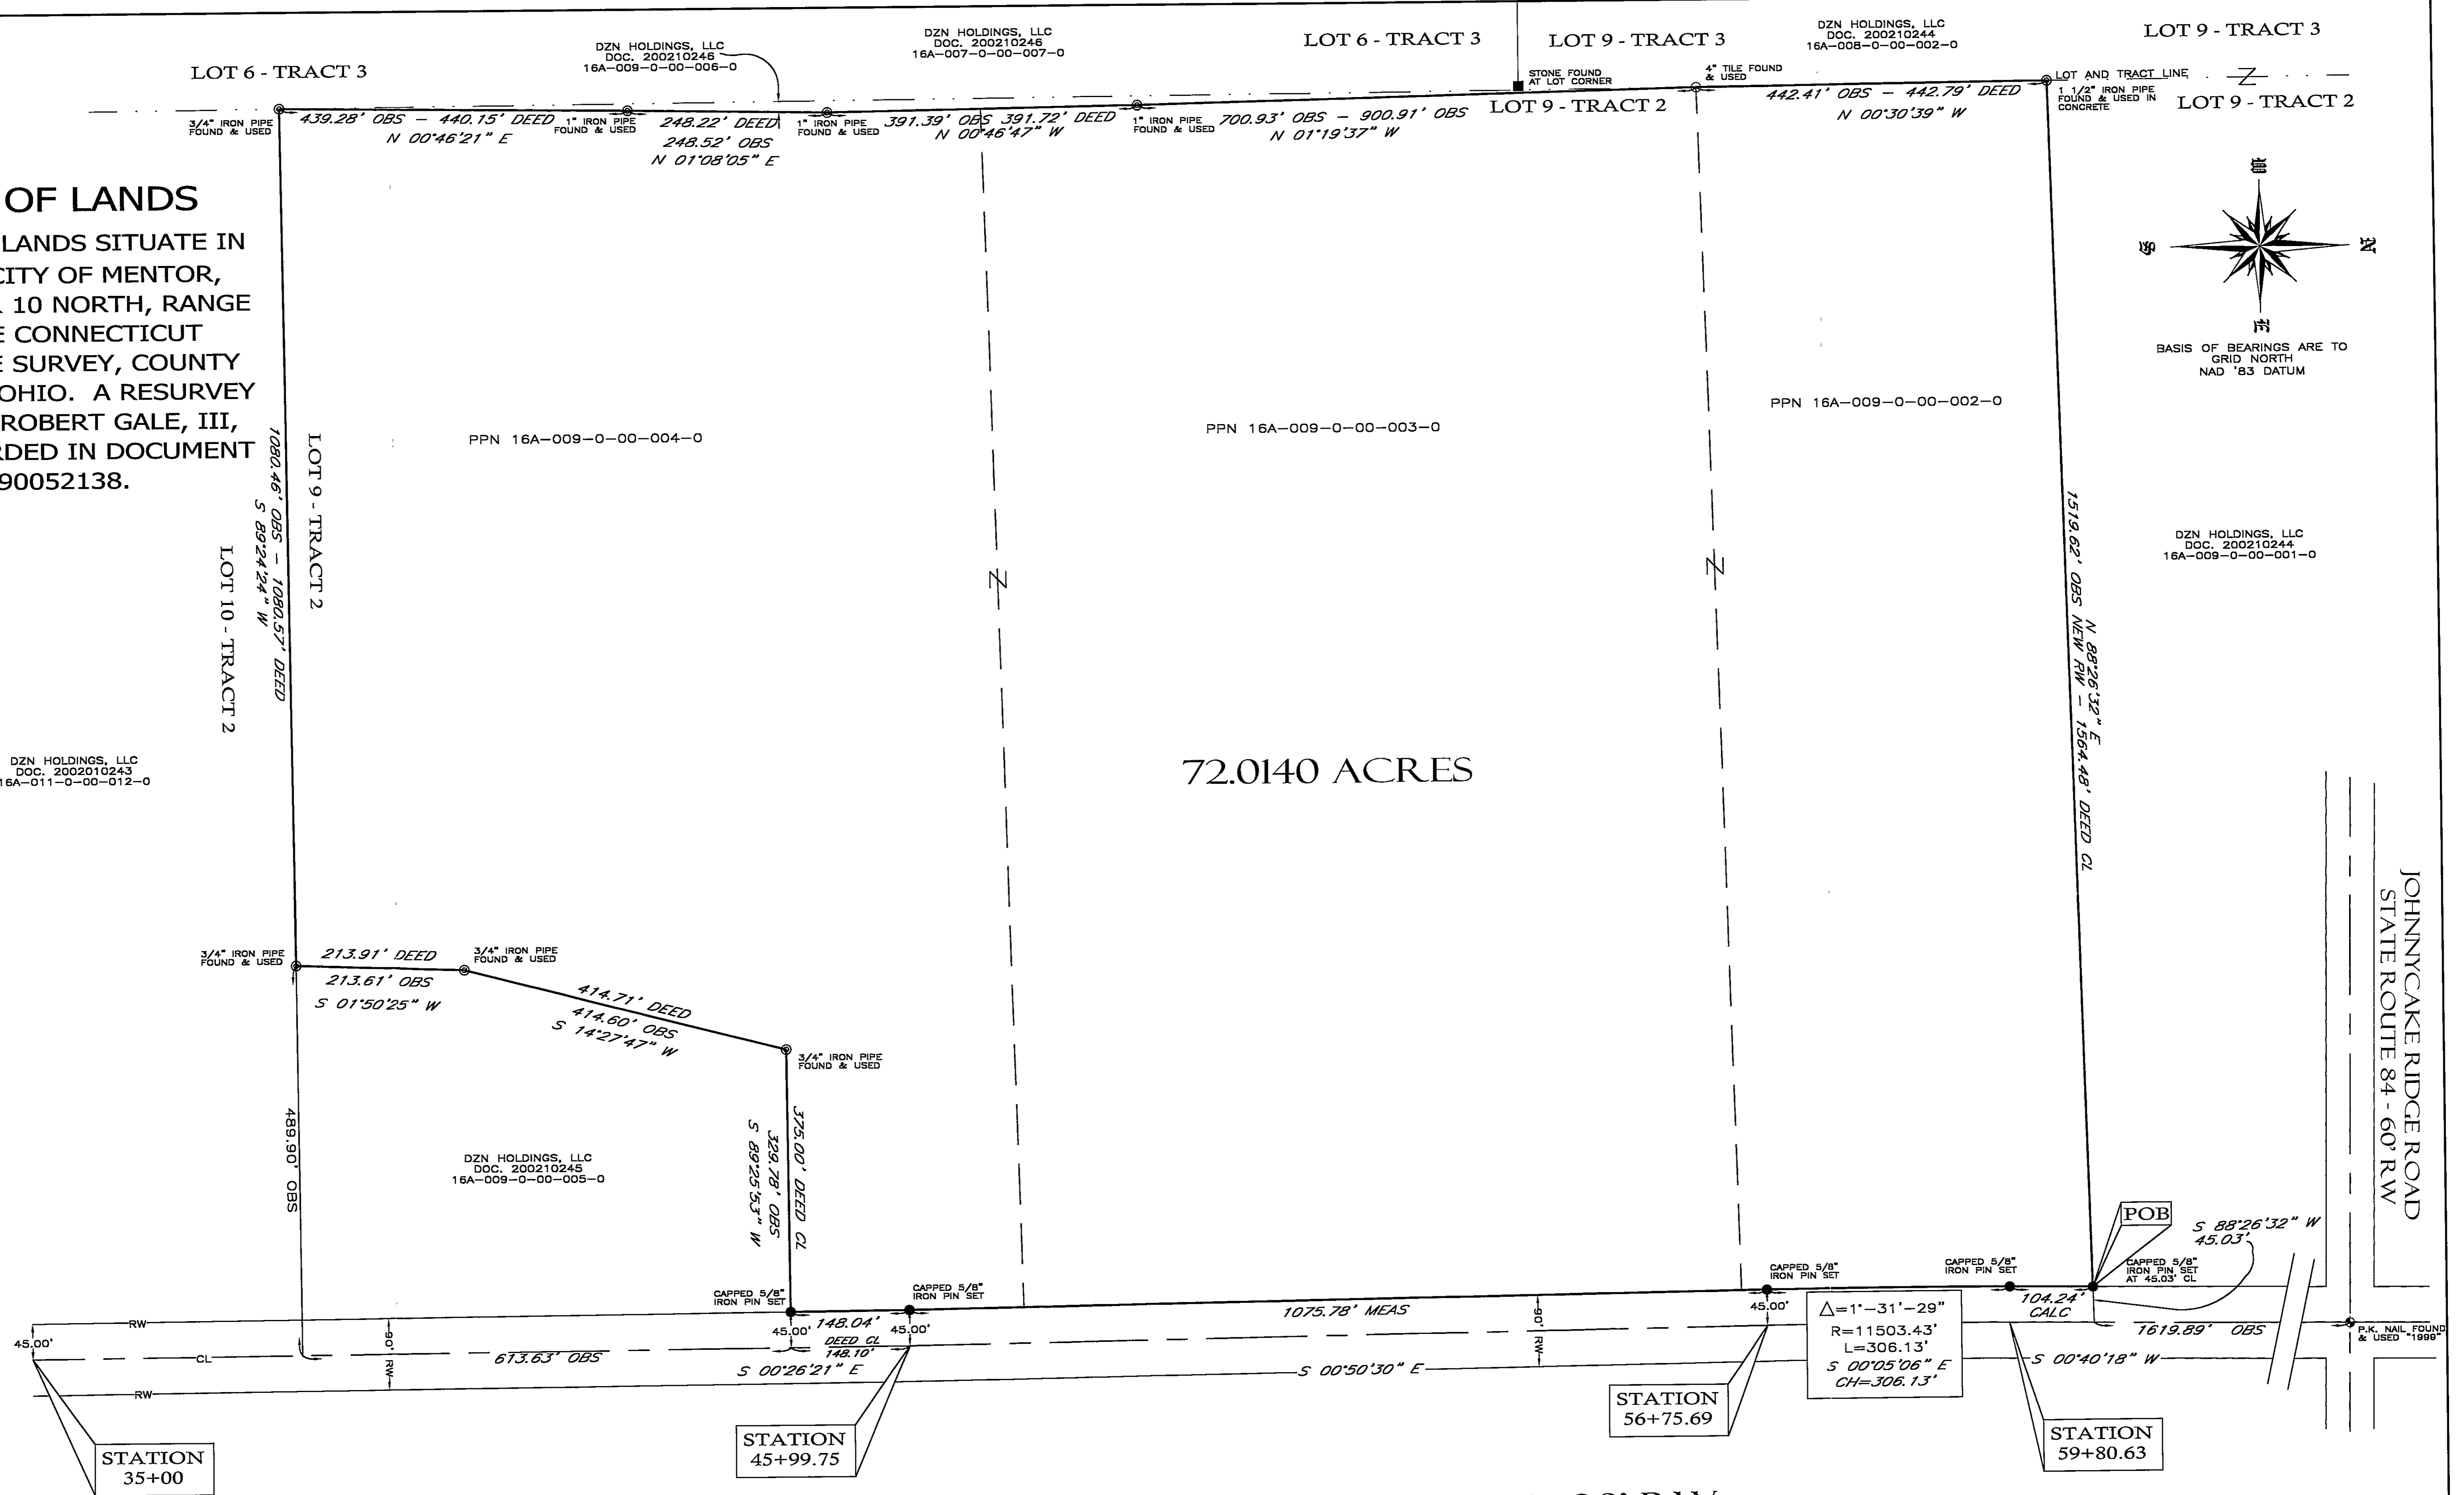 LOT 6 - TRACT 3
DZN HOLDINGS, LLC
DOC. 200210246
16A-009-0-00-006-0
DZN HOLDINGS, LLC
DOC. 200210246
16A-007-0-00-007-0
LOT 6 - TRACT 3
LOT 9 - TRACT 3
DZN HOLDINGS, LLC
DOC. 200210244
16A-008-0-00-002-0
LOT 9 - TRACT 3
STONE FOUND
AT LOT CORNER
4" TILE FOUND
& USED
LOT AND TRACT LINE
1 1/2" IRON PIPE
FOUND & USED IN
CONCRETE
LOT 9 - TRACT 2
LOT 9 - TRACT 2
3/4" IRON PIPE
FOUND & USED
439.28' OBS - 440.15' DEED
N 00°46'21" E
1" IRON PIPE
FOUND & USED
248.22' DEED
248.52' OBS
N 01°08'05" E
1" IRON PIPE
FOUND & USED
391.39' OBS 391.72' DEED
N 00°46'47" W
1" IRON PIPE
FOUND & USED
700.93' OBS - 900.91' OBS
N 01°19'37" W
442.41' OBS - 442.79' DEED
N 00°30'39" W
OF LANDS
LANDS SITUATE IN
CITY OF MENTOR,
10 NORTH, RANGE
E CONNECTICUT
E SURVEY, COUNTY
OHIO. A RESURVEY
ROBERT GALE, III,
RDED IN DOCUMENT
90052138.
W
S
N
E
BASIS OF BEARINGS ARE TO
GRID NORTH
NAD '83 DATUM
PPN 16A-009-0-00-004-0
PPN 16A-009-0-00-003-0
PPN 16A-009-0-00-002-0
1080.46' OBS - 1080.57' DEED
S 89°24'24" W
LOT 9 - TRACT 2
LOT 10 - TRACT 2
DZN HOLDINGS, LLC
DOC. 200210244
16A-009-0-00-001-0
N 88°26'32" E
1519.62' OBS NEW RW - 1564.48' DEED CL
72.0140 ACRES
DZN HOLDINGS, LLC
DOC. 2002010243
16A-011-0-00-012-0
JOHNNYCAKE RIDGE ROAD
STATE ROUTE 84 - 60' RW
3/4" IRON PIPE
FOUND & USED
213.91' DEED
213.61' OBS
S 01°50'25" W
3/4" IRON PIPE
FOUND & USED
414.71' DEED
414.60' OBS
S 14°27'47" W
3/4" IRON PIPE
FOUND & USED
489.90' OBS
DZN HOLDINGS, LLC
DOC. 200210245
16A-009-0-00-005-0
375.00' DEED CL
329.78' OBS
S 89°25'53" W
POB
S 88°26'32" W
45.03'
CAPPED 5/8"
IRON PIN SET
CAPPED 5/8"
IRON PIN SET
CAPPED 5/8"
IRON PIN SET
CAPPED 5/8"
IRON PIN SET
CAPPED 5/8"
IRON PIN SET
AT 45.03' CL
1075.78' MEAS
104.24'
CALC
RW
45.00'
90' RW
45.00'
148.04'
45.00'
DEED CL
148.10'
90' RW
45.00'
Δ=1°-31'-29"
R=11503.43'
L=306.13'
S 00°05'06" E
CH=306.13'
1619.89' OBS
P.K. NAIL FOUND
& USED "1999"
CL
613.63' OBS
RW
S 00°26'21" E
S 00°50'30" E
S 00°40'18" W
STATION
35+00
STATION
45+99.75
STATION
56+75.69
STATION
59+80.63